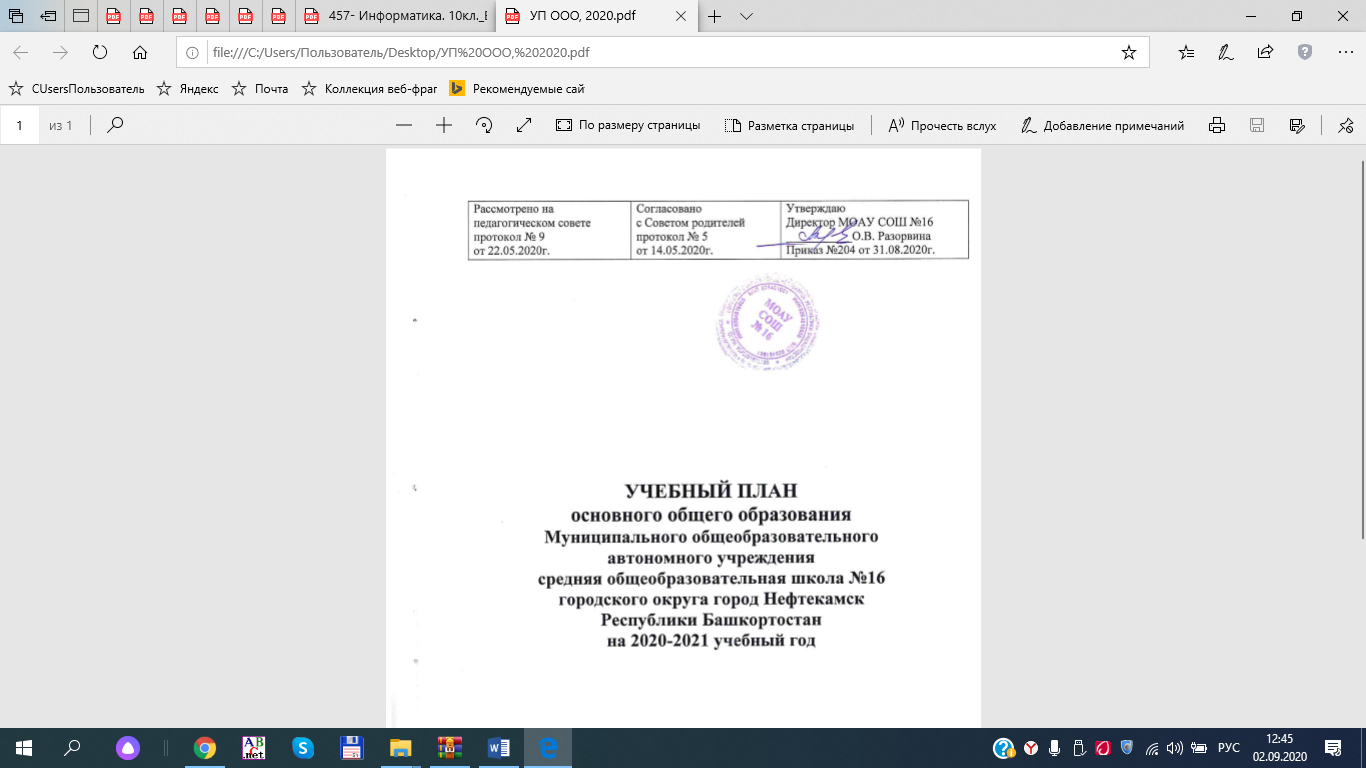 457- Информатика. 10кл._Б
УП ООО, 2020.pdf
file:///C:/Users/Пользователь/Desktop/УП%20ООО,%202020.pdf
CUsersПользователь
Яндекс
Почта
Коллекция веб-фраг
Рекомендуемые сай
1
из 1
По размеру страницы
Разметка страницы
Прочесть вслух
Добавление примечаний
Рассмотрено на
педагогическом совете
протокол № 9
от 22.05.2020г.
Согласовано
с Советом родителей
протокол № 5
от 14.05.2020г.
Утверждаю
Директор МОАУ СОШ №16
О.В. Разорвина
Приказ №204 от 31.08.2020г.
МОАУ
СОШ
№ 16
УЧЕБНЫЙ ПЛАН
основного общего образования
Муниципального общеобразовательного
автономного учреждения
средняя общеобразовательная школа №16
городского округа город Нефтекамск
Республики Башкортостан
на 2020-2021 учебный год
РУС
12:45
02.09.2020